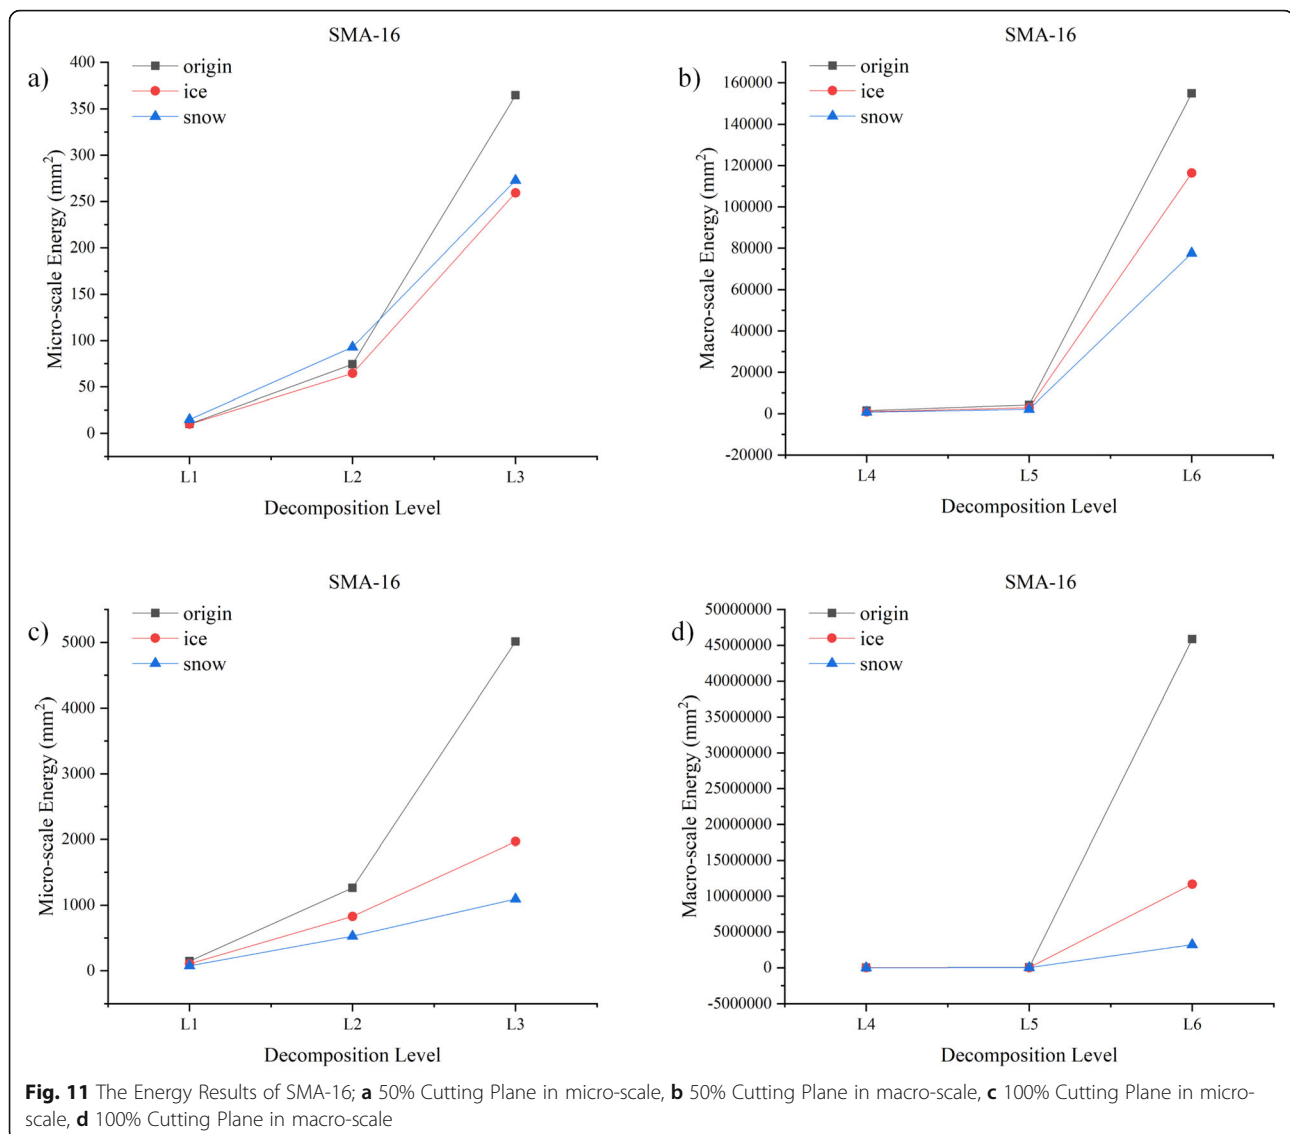 SMA-16
a)
origin
ice
snow
400
350
300
250
200
150
100
50
0
Micro-scale Energy (mm²)
L1 L2 L3
Decomposition Level
SMA-16
b)
origin
ice
snow
160000
140000
120000
100000
80000
60000
40000
20000
0
-20000
Macro-scale Energy (mm²)
L4 L5 L6
Decomposition Level
SMA-16
c)
origin
ice
snow
5000
4000
3000
2000
1000
0
Micro-scale Energy (mm²)
L1 L2 L3
Decomposition Level
SMA-16
d)
origin
ice
snow
50000000
45000000
40000000
35000000
30000000
25000000
20000000
15000000
10000000
5000000
0
-5000000
Macro-scale Energy (mm²)
L4 L5 L6
Decomposition Level
Fig. 11 The Energy Results of SMA-16; a 50% Cutting Plane in micro-scale, b 50% Cutting Plane in macro-scale, c 100% Cutting Plane in micro-
scale, d 100% Cutting Plane in macro-scale